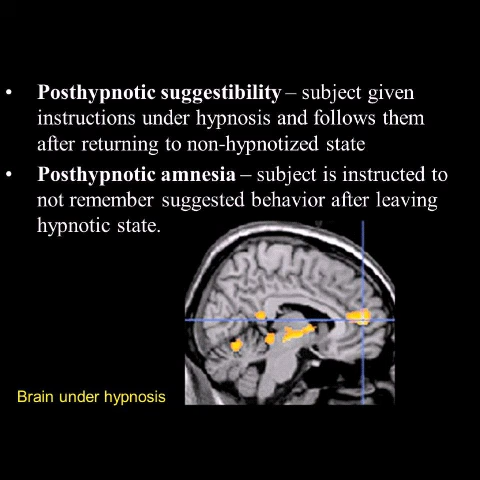 • Posthypnotic suggestibility – subject given
instructions under hypnosis and follows them
after returning to non-hypnotized state
• Posthypnotic amnesia – subject is instructed to
not remember suggested behavior after leaving
hypnotic state.
Brain under hypnosis